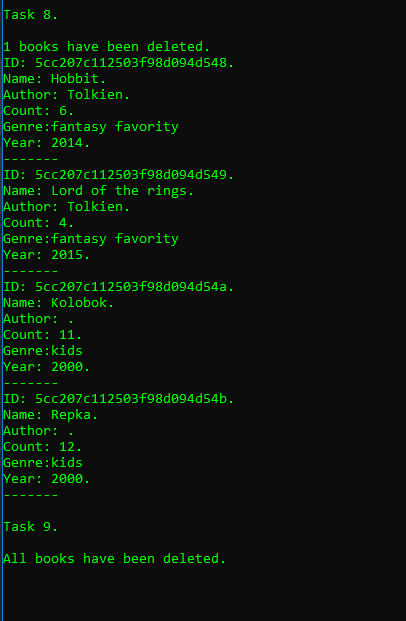 Task 8.
1 books have been deleted.
ID: 5cc207c112503f98d094d548.
Name: Hobbit.
Author: Tolkien.
Count: 6.
Genre:fantasy favority
Year: 2014.
-------
ID: 5cc207c112503f98d094d549.
Name: Lord of the rings.
Author: Tolkien.
Count: 4.
Genre:fantasy favority
Year: 2015.
-------
ID: 5cc207c112503f98d094d54a.
Name: Kolobok.
Author: .
Count: 11.
Genre:kids
Year: 2000.
-------
ID: 5cc207c112503f98d094d54b.
Name: Repka.
Author: .
Count: 12.
Genre:kids
Year: 2000.
-------
Task 9.
All books have been deleted.